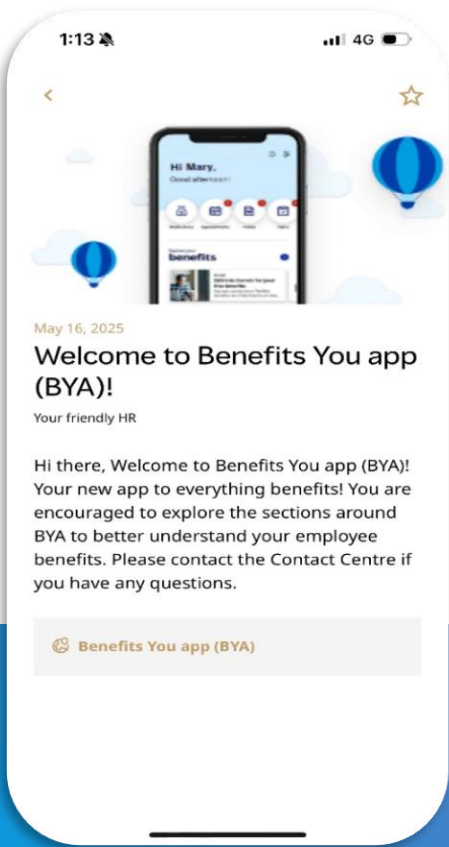 1:13
4G
Hi Mary,
Good afternoon!
benefits
May 16, 2025
Welcome to Benefits You app
(BYA)!
Your friendly HR
Hi there, Welcome to Benefits You app (BYA)!
Your new app to everything benefits! You are
encouraged to explore the sections around
BYA to better understand your employee
benefits. Please contact the Contact Centre if
you have any questions.
Benefits You app (BYA)